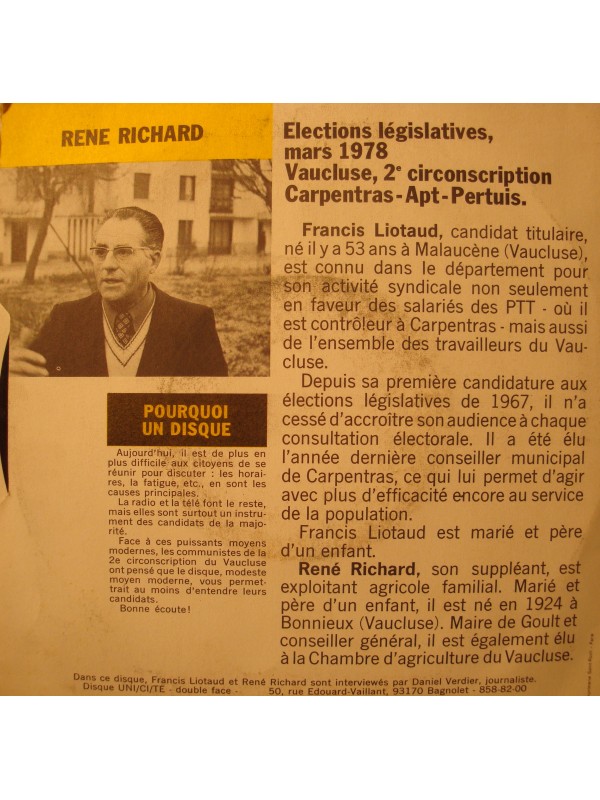 RENE RICHARD
POURQUOI
UN DISQUE
Aujourd'hui, il est de plus en
plus difficile aux citoyens de se
réunir pour discuter : les horai-
res, la fatigue, etc., en sont les
causes principales.
La radio et la télé font le reste,
mais elles sont surtout un instru-
ment des candidats de la majo-
rité.
Face à ces puissants moyens
modernes, les communistes de la
2e circonscription du Vaucluse
ont pensé que le disque, modeste
moyen moderne, vous permet-
trait au moins d'entendre leurs
candidats.
Bonne écoute!
Elections législatives,
mars 1978
Vaucluse, 2e circonscription
Carpentras-Apt-Pertuis.
Francis Liotaud, candidat titulaire,
né il y a 53 ans à Malaucène (Vaucluse),
est connu dans le département pour
son activité syndicale non seulement
en faveur des salariés des PTT - où il
est contrôleur à Carpentras - mais aussi
de l'ensemble des travailleurs du Vau-
cluse.
Depuis sa première candidature aux
élections législatives de 1967, il n'a
cessé d'accroître son audience à chaque
consultation électorale. Il a été élu
l'année dernière conseiller municipal
de Carpentras, ce qui lui permet d'agir
avec plus d'efficacité encore au service
de la population.
Francis Liotaud est marié et père
d'un enfant.
René Richard, son suppléant, est
exploitant agricole familial. Marié et
père d'un enfant, il est né en 1924 à
Bonnieux (Vaucluse). Maire de Goult et
conseiller général, il est également élu
à la Chambre d'agriculture du Vaucluse.
Dans ce disque, Francis Liotaud et René Richard sont interviewés par Daniel Verdier, journaliste.
Disque UNI/CI/TE - double face - 50, rue Edouard-Vaillant, 93170 Bagnolet - 858-82-00